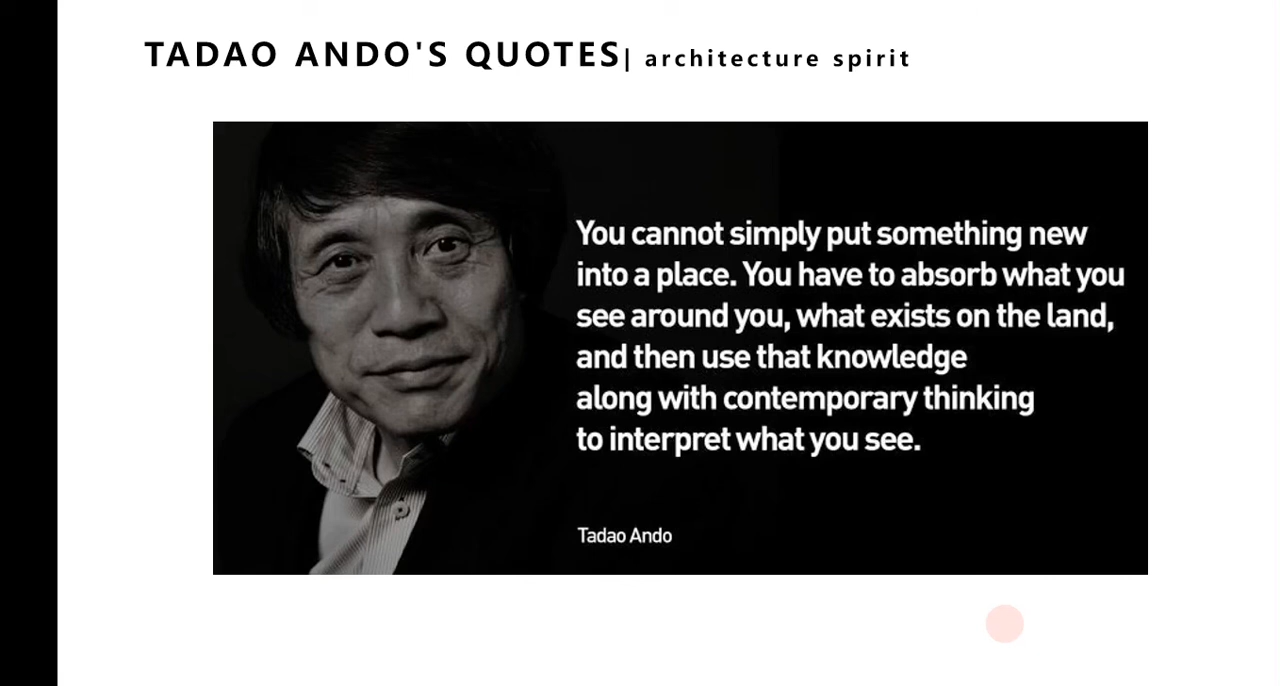 TADAO ANDO'S QUOTES| architecture spirit
You cannot simply put something new
into a place. You have to absorb what you
see around you, what exists on the land,
and then use that knowledge
along with contemporary thinking
to interpret what you see.
Tadao Ando